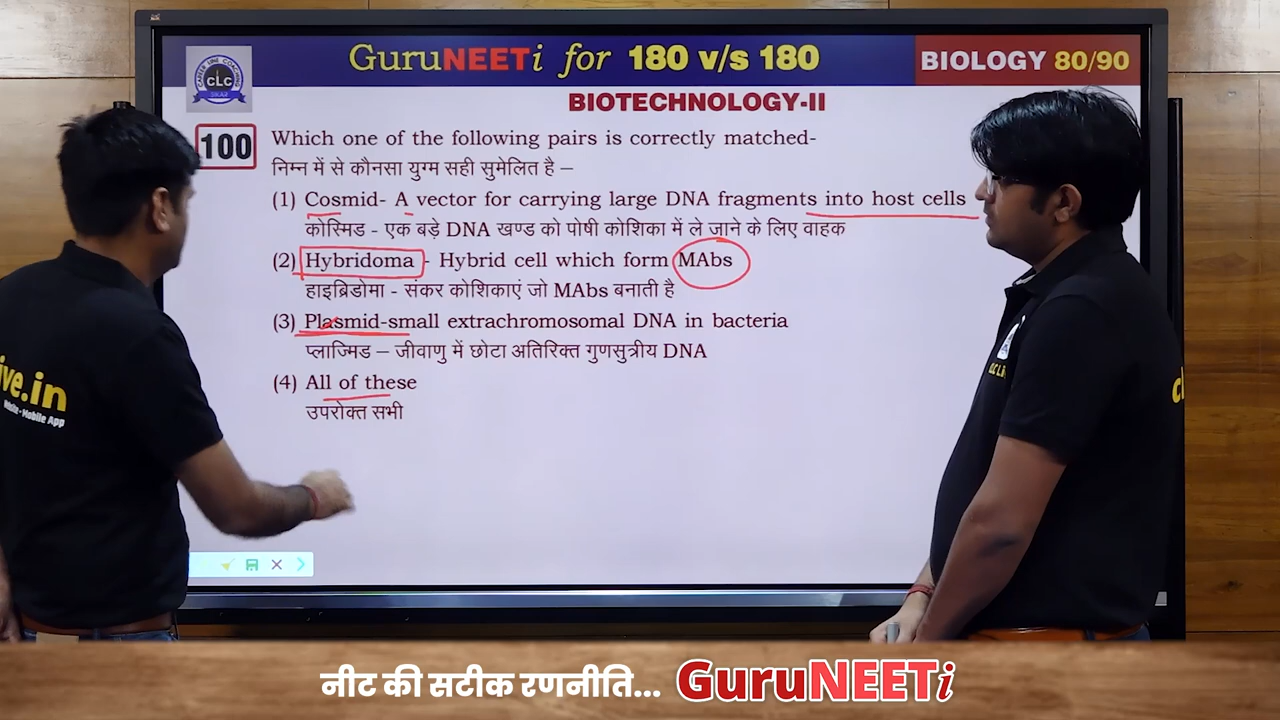 GuruNEETi for 180 v/s 180
BIOLOGY 80/90
CLC
SIKAR
BIOTECHNOLOGY-II
100
Which one of the following pairs is correctly matched-
निम्न में से कौनसा युग्म सही सुमेलित है –
(1) Cosmid- A vector for carrying large DNA fragments into host cells
कोस्मिड - एक बड़े DNA खण्ड को पोषी कोशिका में ले जाने के लिए वाहक
(2) Hybridoma - Hybrid cell which form MAbs
हाइब्रिडोमा - संकर कोशिकाएं जो MAbs बनाती है
(3) Plasmid-small extrachromosomal DNA in bacteria
प्लाज्मिड – जीवाणु में छोटा अतिरिक्त गुणसुत्रीय DNA
(4) All of these
उपरोक्त सभी
ive.in
Mobile App
नीट की सटीक रणनीति... GuruNEETi